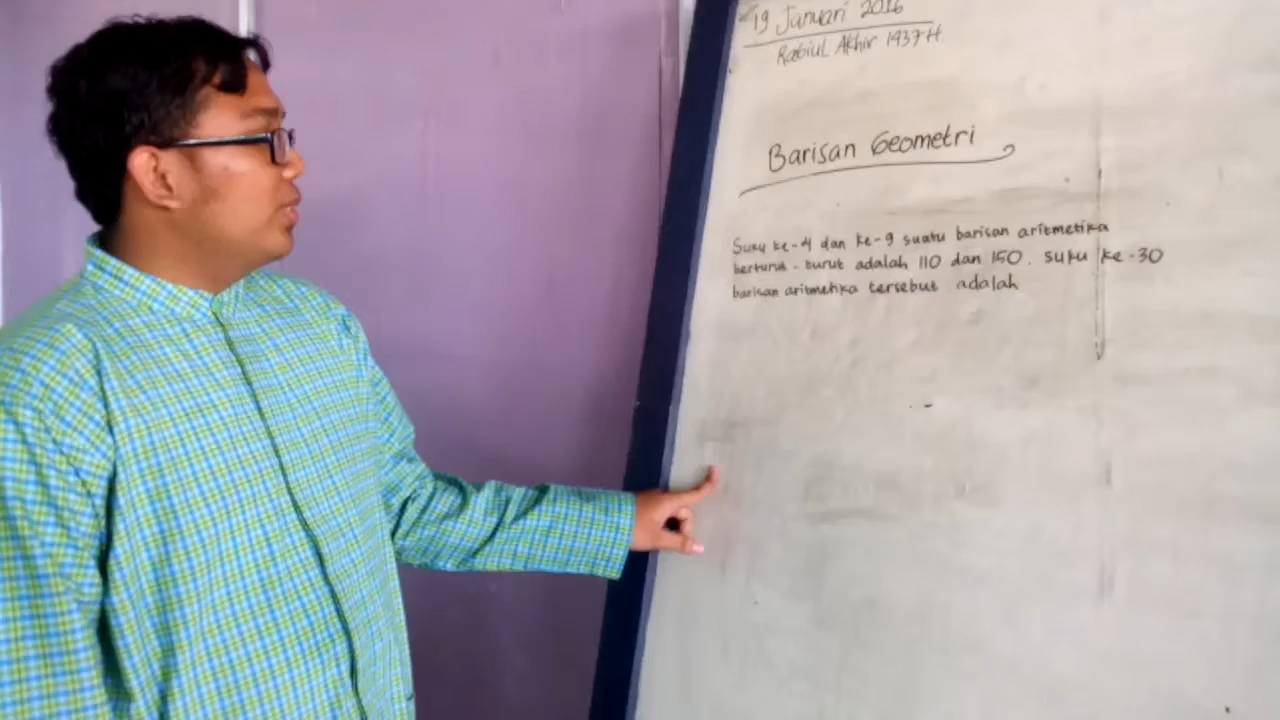 19 Januari 2016
Rabiul Akhir 1437 H
Barisan Geometri
Suku ke-4 dan ke-9 suatu barisan aritmetika
berturut-turut adalah 110 dan 150. suku ke-30
barisan aritmetika tersebut adalah